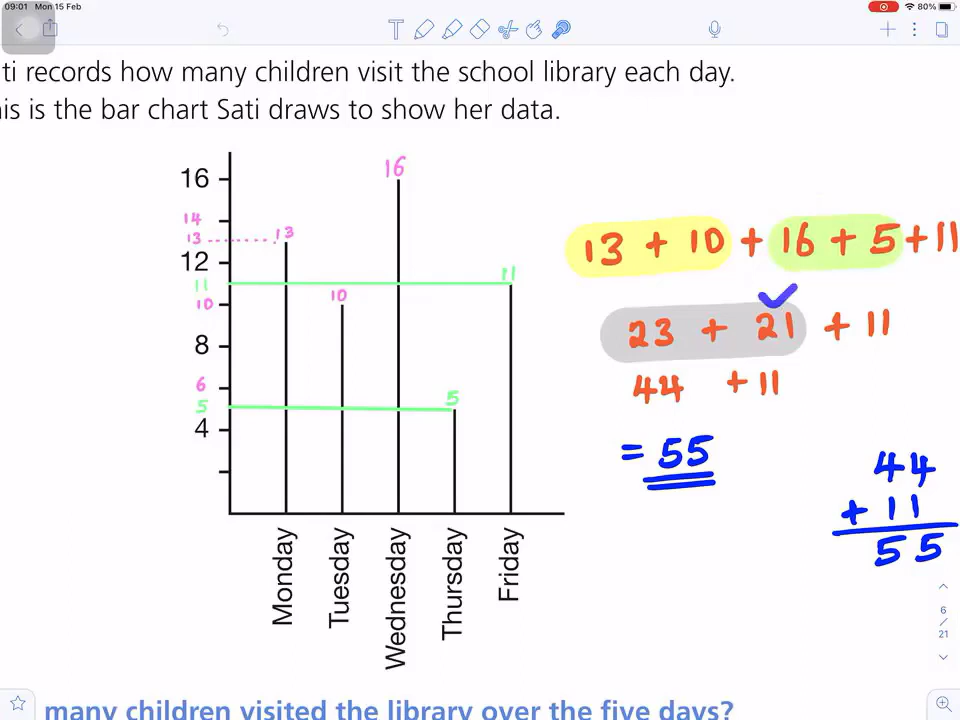 09:01 Mon 15 Feb
80%
ti records how many children visit the school library each day.
his is the bar chart Sati draws to show her data.
16
14
13
12
11
10
8
6
5
4
13
10
16
5
11
Monday
Tuesday
Wednesday
Thursday
Friday
13 + 10 + 16 + 5 + 11
23 + 21 + 11
44 + 11
= 55
44
+ 11
55
6
/
21
many children visited the library over the five days?